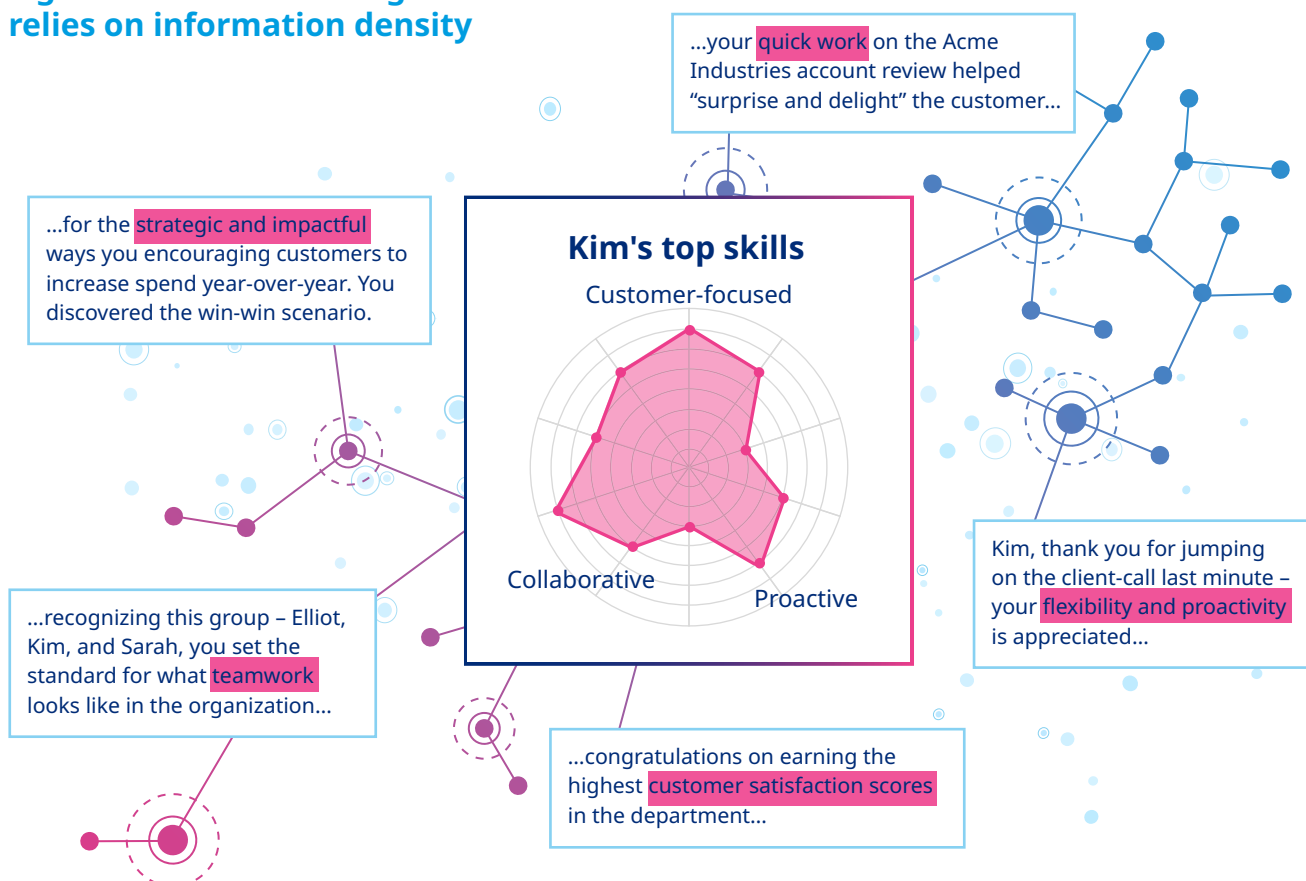 relies on information density
...your quick work on the Acme
Industries account review helped
“surprise and delight” the customer...
...for the strategic and impactful
ways you encouraging customers to
increase spend year-over-year. You
discovered the win-win scenario.
Kim's top skills
Customer-focused
Collaborative
Proactive
Kim, thank you for jumping
on the client-call last minute –
your flexibility and proactivity
is appreciated...
...recognizing this group – Elliot,
Kim, and Sarah, you set the
standard for what teamwork
looks like in the organization...
...congratulations on earning the
highest customer satisfaction scores
in the department...